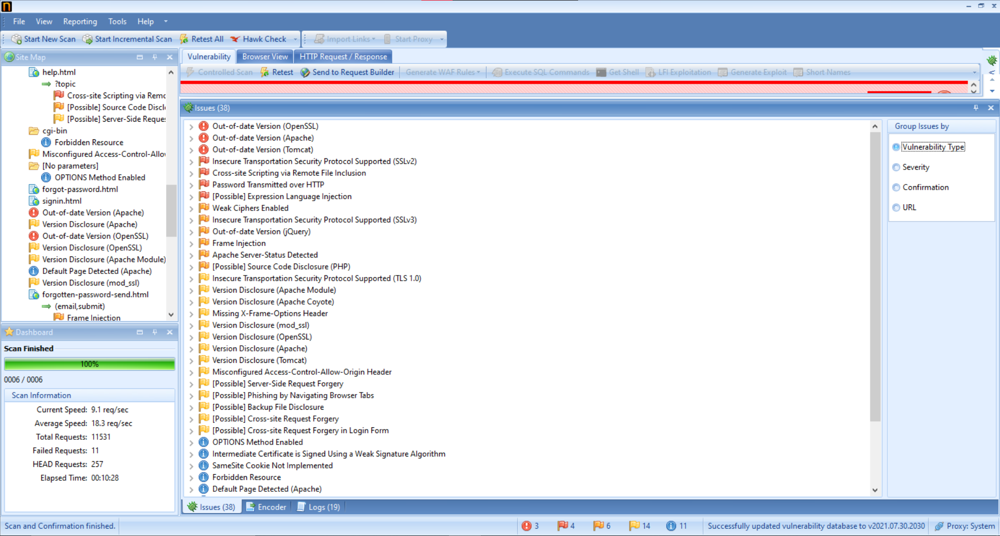 File View Reporting Tools Help
Start New Scan Start Incremental Scan Retest All Hawk Check Import Links Start Proxy
Site Map
help.html
?topic
Cross-site Scripting via Remo
[Possible] Source Code Discl
[Possible] Server-Side Reques
cgi-bin
Forbidden Resource
Misconfigured Access-Control-Allo
[No parameters]
OPTIONS Method Enabled
forgot-password.html
signin.html
Out-of-date Version (Apache)
Version Disclosure (Apache)
Out-of-date Version (OpenSSL)
Version Disclosure (OpenSSL)
Version Disclosure (Apache Module)
Default Page Detected (Apache)
Version Disclosure (mod_ssl)
forgotten-password-send.html
(email,submit)
Frame Injection
Dashboard
Scan Finished
100%
0006 / 0006
Scan Information
Current Speed: 9.1 req/sec
Average Speed: 18.3 req/sec
Total Requests: 11531
Failed Requests: 11
HEAD Requests: 257
Elapsed Time: 00:10:28
Vulnerability Browser View HTTP Request / Response
Controlled Scan Retest Send to Request Builder Generate WAF Rules Execute SQL Commands Get Shell LFI Exploitation Generate Exploit Short Names
Issues (38)
Out-of-date Version (OpenSSL)
Out-of-date Version (Apache)
Out-of-date Version (Tomcat)
Insecure Transportation Security Protocol Supported (SSLv2)
Cross-site Scripting via Remote File Inclusion
Password Transmitted over HTTP
[Possible] Expression Language Injection
Weak Ciphers Enabled
Insecure Transportation Security Protocol Supported (SSLv3)
Out-of-date Version (jQuery)
Frame Injection
Apache Server-Status Detected
[Possible] Source Code Disclosure (PHP)
Insecure Transportation Security Protocol Supported (TLS 1.0)
Version Disclosure (Apache Module)
Version Disclosure (Apache Coyote)
Missing X-Frame-Options Header
Version Disclosure (mod_ssl)
Version Disclosure (OpenSSL)
Version Disclosure (Apache)
Version Disclosure (Tomcat)
Misconfigured Access-Control-Allow-Origin Header
[Possible] Server-Side Request Forgery
[Possible] Phishing by Navigating Browser Tabs
[Possible] Backup File Disclosure
[Possible] Cross-site Request Forgery
[Possible] Cross-site Request Forgery in Login Form
OPTIONS Method Enabled
Intermediate Certificate is Signed Using a Weak Signature Algorithm
SameSite Cookie Not Implemented
Forbidden Resource
Default Page Detected (Apache)
Group Issues by
Vulnerability Type
Severity
Confirmation
URL
Issues (38) Encoder Logs (19)
Scan and Confirmation finished. 3 4 6 14 11 Successfully updated vulnerability database to v2021.07.30.2030 Proxy: System